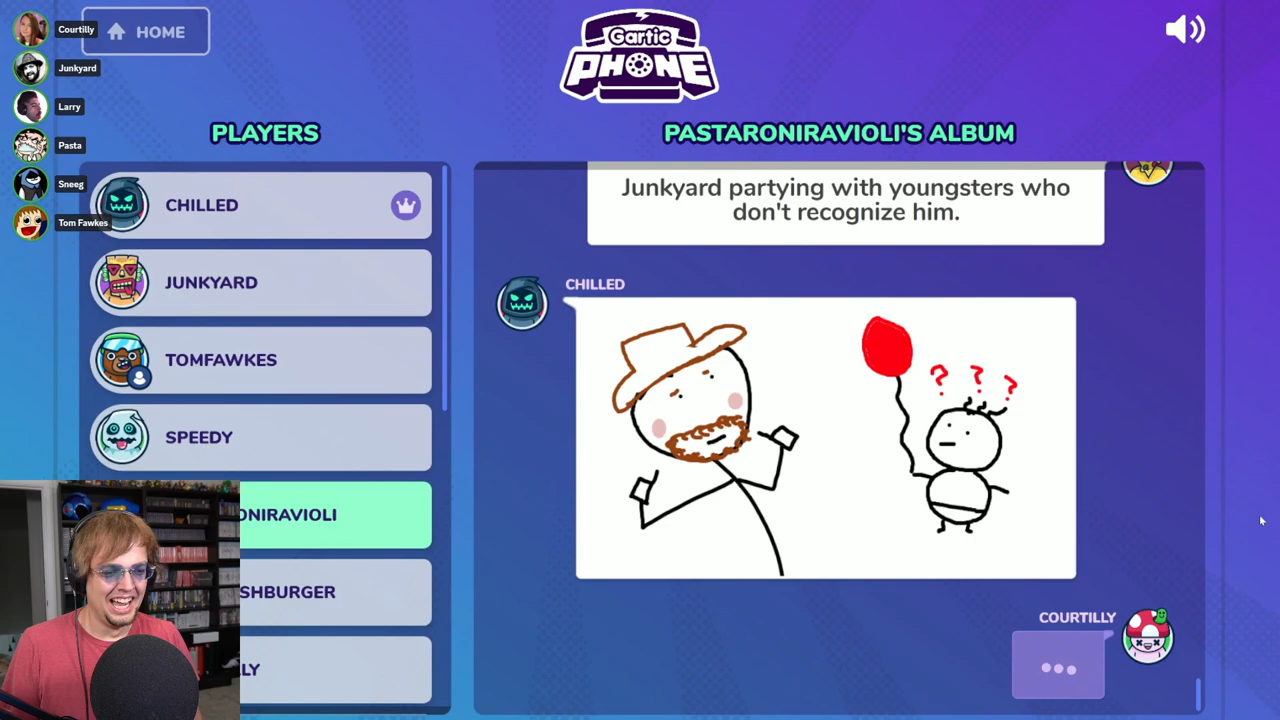 Courtilly
Junkyard
Larry
Pasta
Sneeg
Tom Fawkes
HOME
Gartic
PHONE
PLAYERS
CHILLED
JUNKYARD
TOMFAWKES
SPEEDY
ONIRAVIOLI
SHBURGER
LY
PASTARONIRAVIOLI'S ALBUM
Junkyard partying with youngsters who
don't recognize him.
CHILLED
? ? ?
COURTILLY